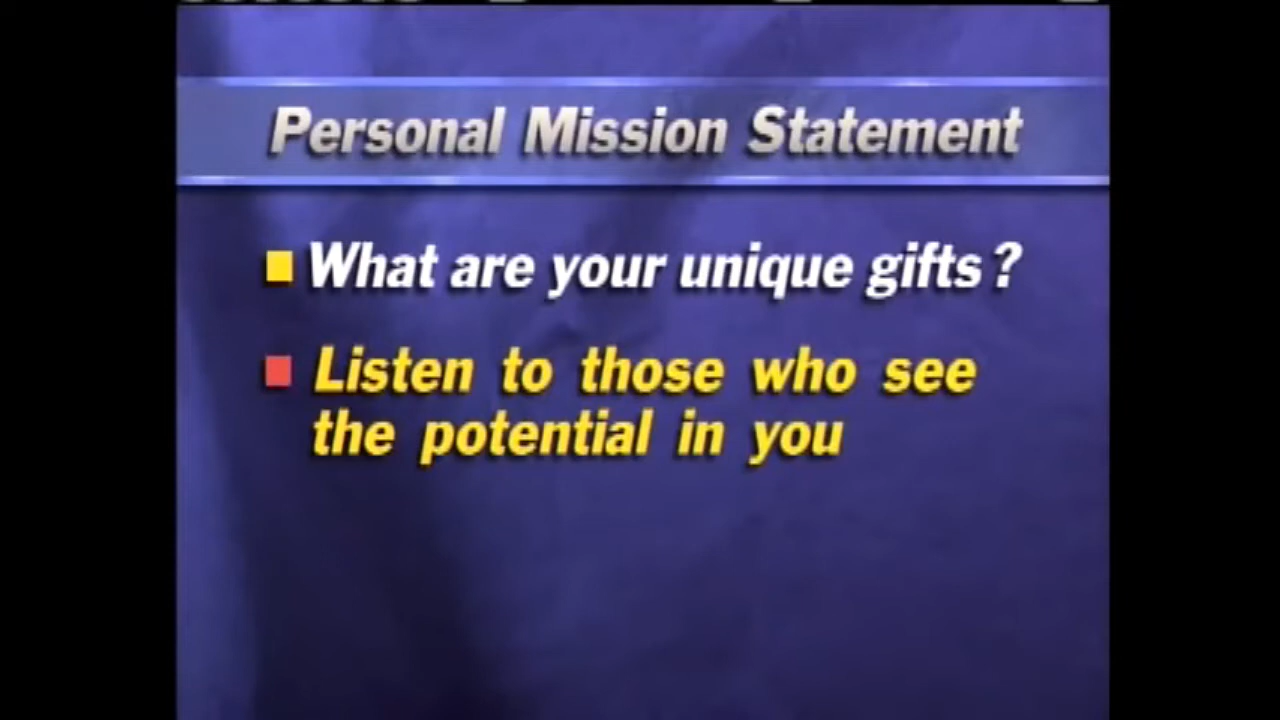 Personal Mission Statement
What are your unique gifts ?
Listen to those who see
the potential in you